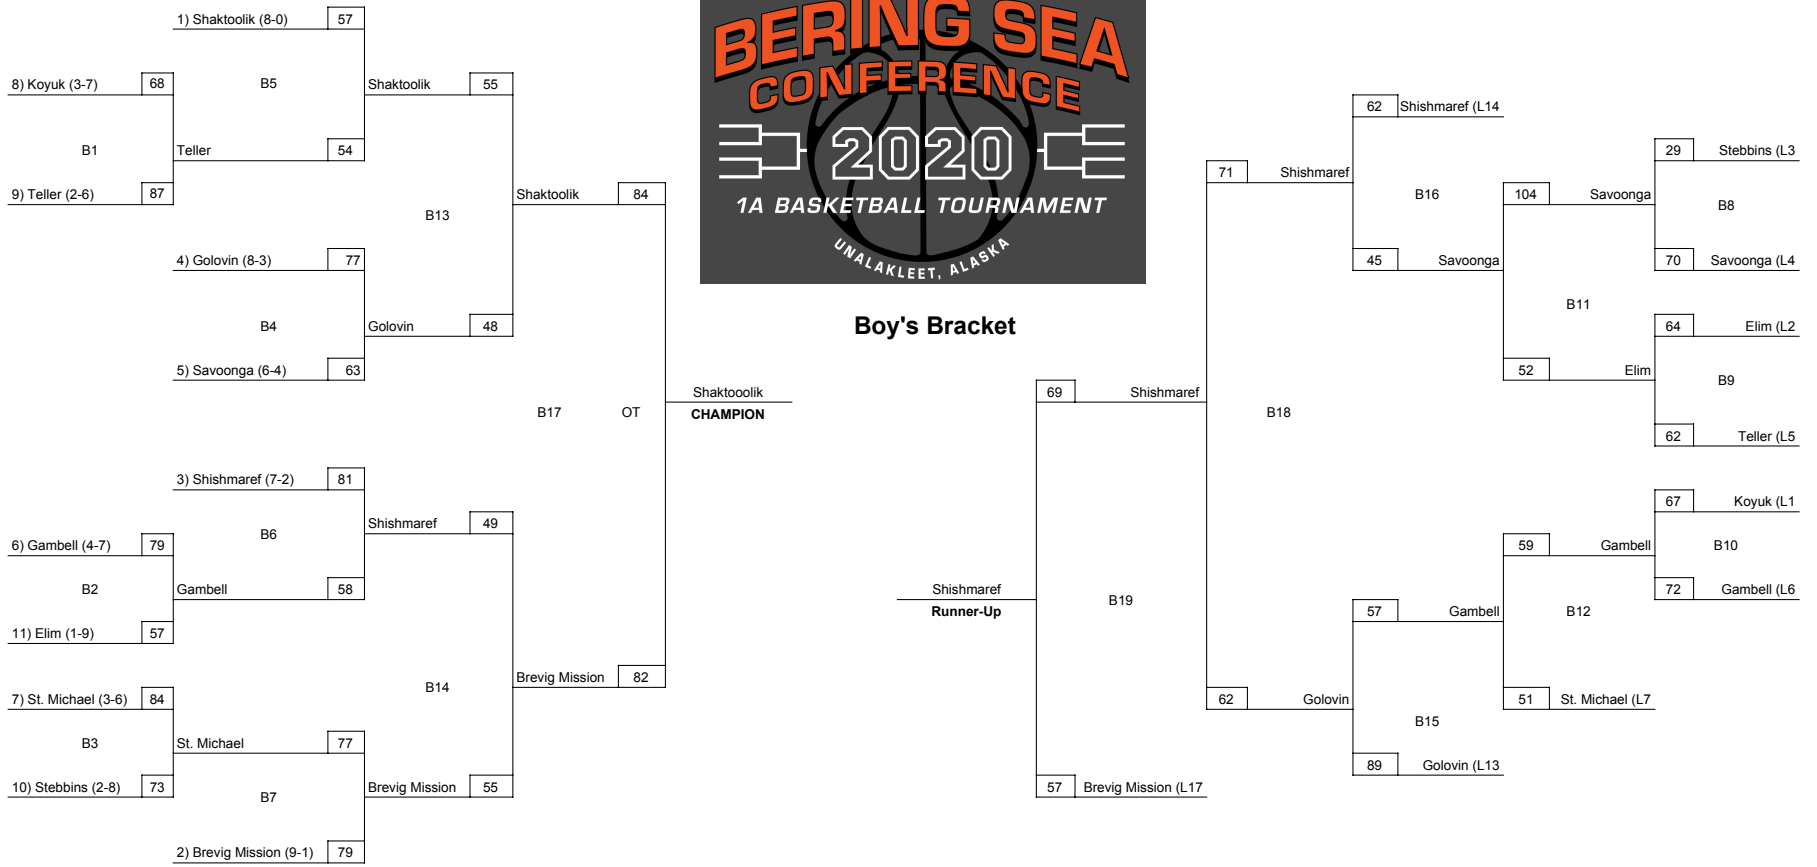 BERING SEA
CONFERENCE
2020
1A BASKETBALL TOURNAMENT
UNALAKLEET, ALASKA
Boy's Bracket
1) Shaktoolik (8-0) 57
8) Koyuk (3-7) 68
B5
Shaktoolik 55
B1
Teller 54
9) Teller (2-6) 87
Shaktoolik 84
B13
4) Golovin (8-3) 77
B4
Golovin 48
5) Savoonga (6-4) 63
B17 OT
Shaktooolik
CHAMPION
3) Shishmaref (7-2) 81
Shishmaref 49
B6
6) Gambell (4-7) 79
B2
Gambell 58
11) Elim (1-9) 57
Brevig Mission 82
B14
7) St. Michael (3-6) 84
B3
St. Michael 77
10) Stebbins (2-8) 73
B7
Brevig Mission 55
2) Brevig Mission (9-1) 79
62 Shishmaref (L14
29 Stebbins (L3
71 Shishmaref
B16
104 Savoonga
B8
45 Savoonga
70 Savoonga (L4
B11
64 Elim (L2
52 Elim
B9
69 Shishmaref
B18
62 Teller (L5
67 Koyuk (L1
59 Gambell
B10
72 Gambell (L6
Shishmaref
Runner-Up
B19
57 Gambell
B12
62 Golovin
51 St. Michael (L7
B15
89 Golovin (L13
57 Brevig Mission (L17